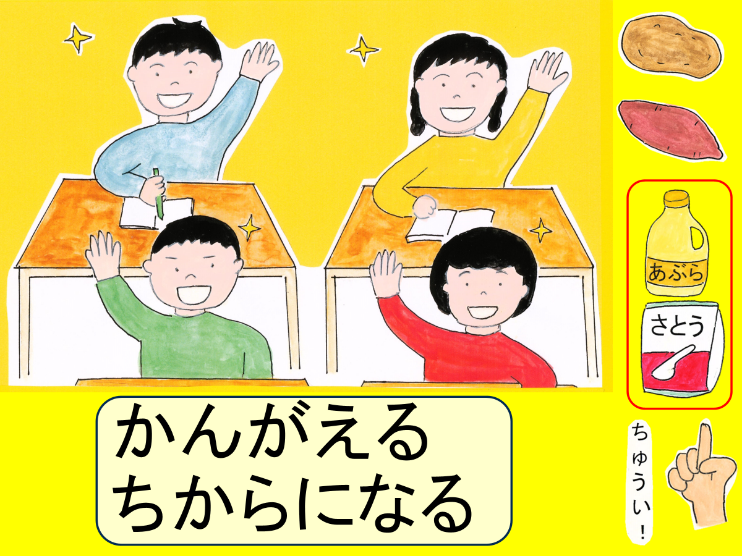 あぶら
さとう
ちゅうい！
かんがえる
ちからになる